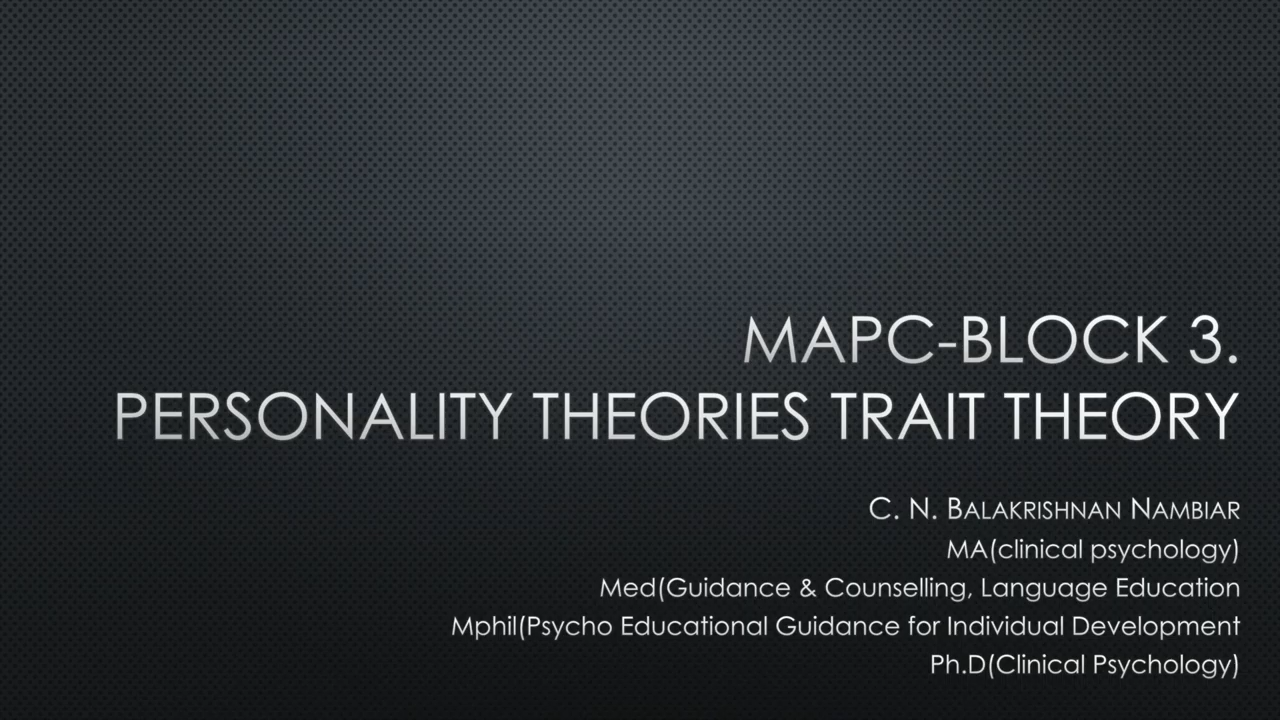 MAPC-BLOCK 3.
PERSONALITY THEORIES TRAIT THEORY
C. N. BALAKRISHNAN NAMBIAR
MA(clinical psychology)
Med(Guidance & Counselling, Language Education
Mphil(Psycho Educational Guidance for Individual Development
Ph.D(Clinical Psychology)